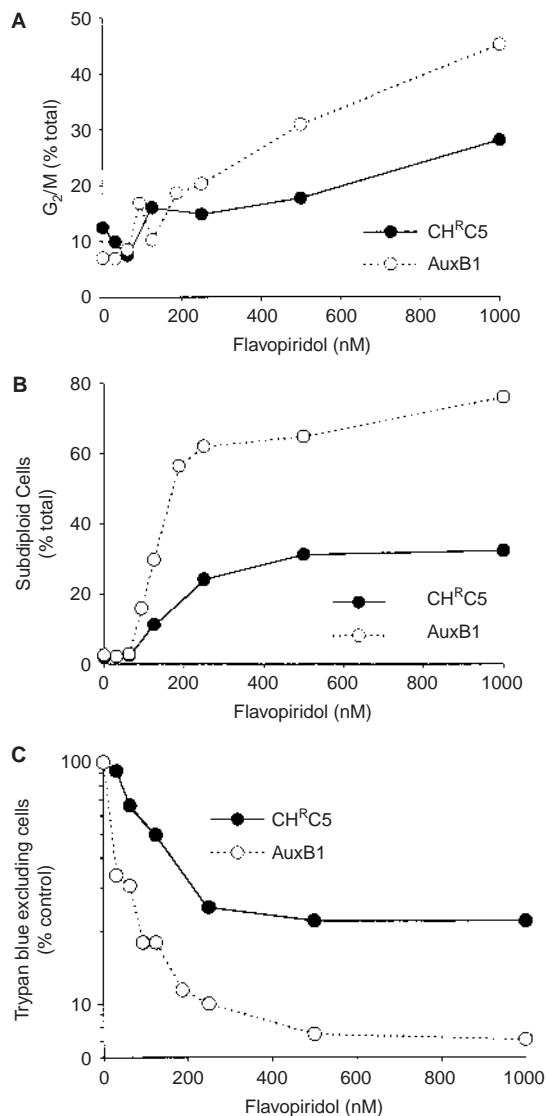 A
G₂/M (% total)
50
40
30
20
10
0
CHᴿC5
AuxB1
0 200 400 600 800 1000
Flavopiridol (nM)
B
Subdiploid Cells
(% total)
80
60
40
20
0
CHᴿC5
AuxB1
0 200 400 600 800 1000
Flavopiridol (nM)
C
Trypan blue excluding cells
(% control)
100
10
0
CHᴿC5
AuxB1
0 200 400 600 800 1000
Flavopiridol (nM)